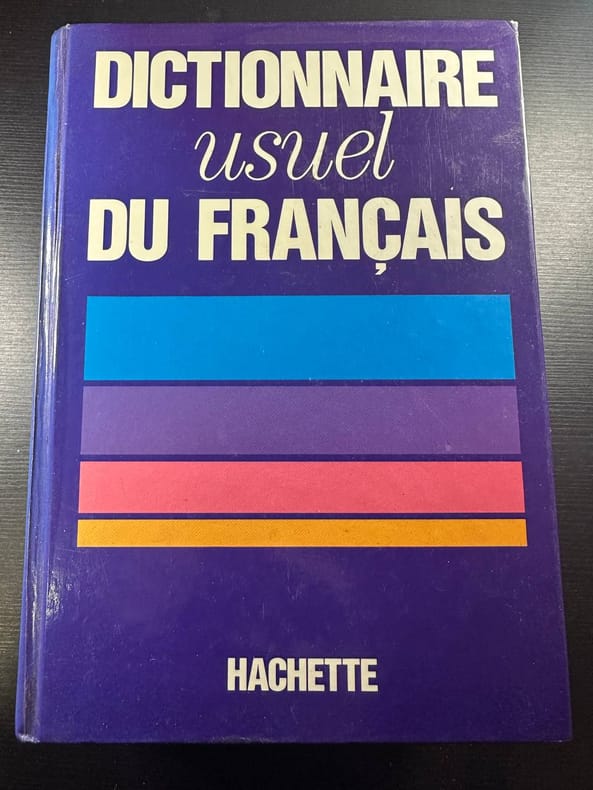 DICTIONNAIRE
usuel
DU FRANÇAIS
HACHETTE